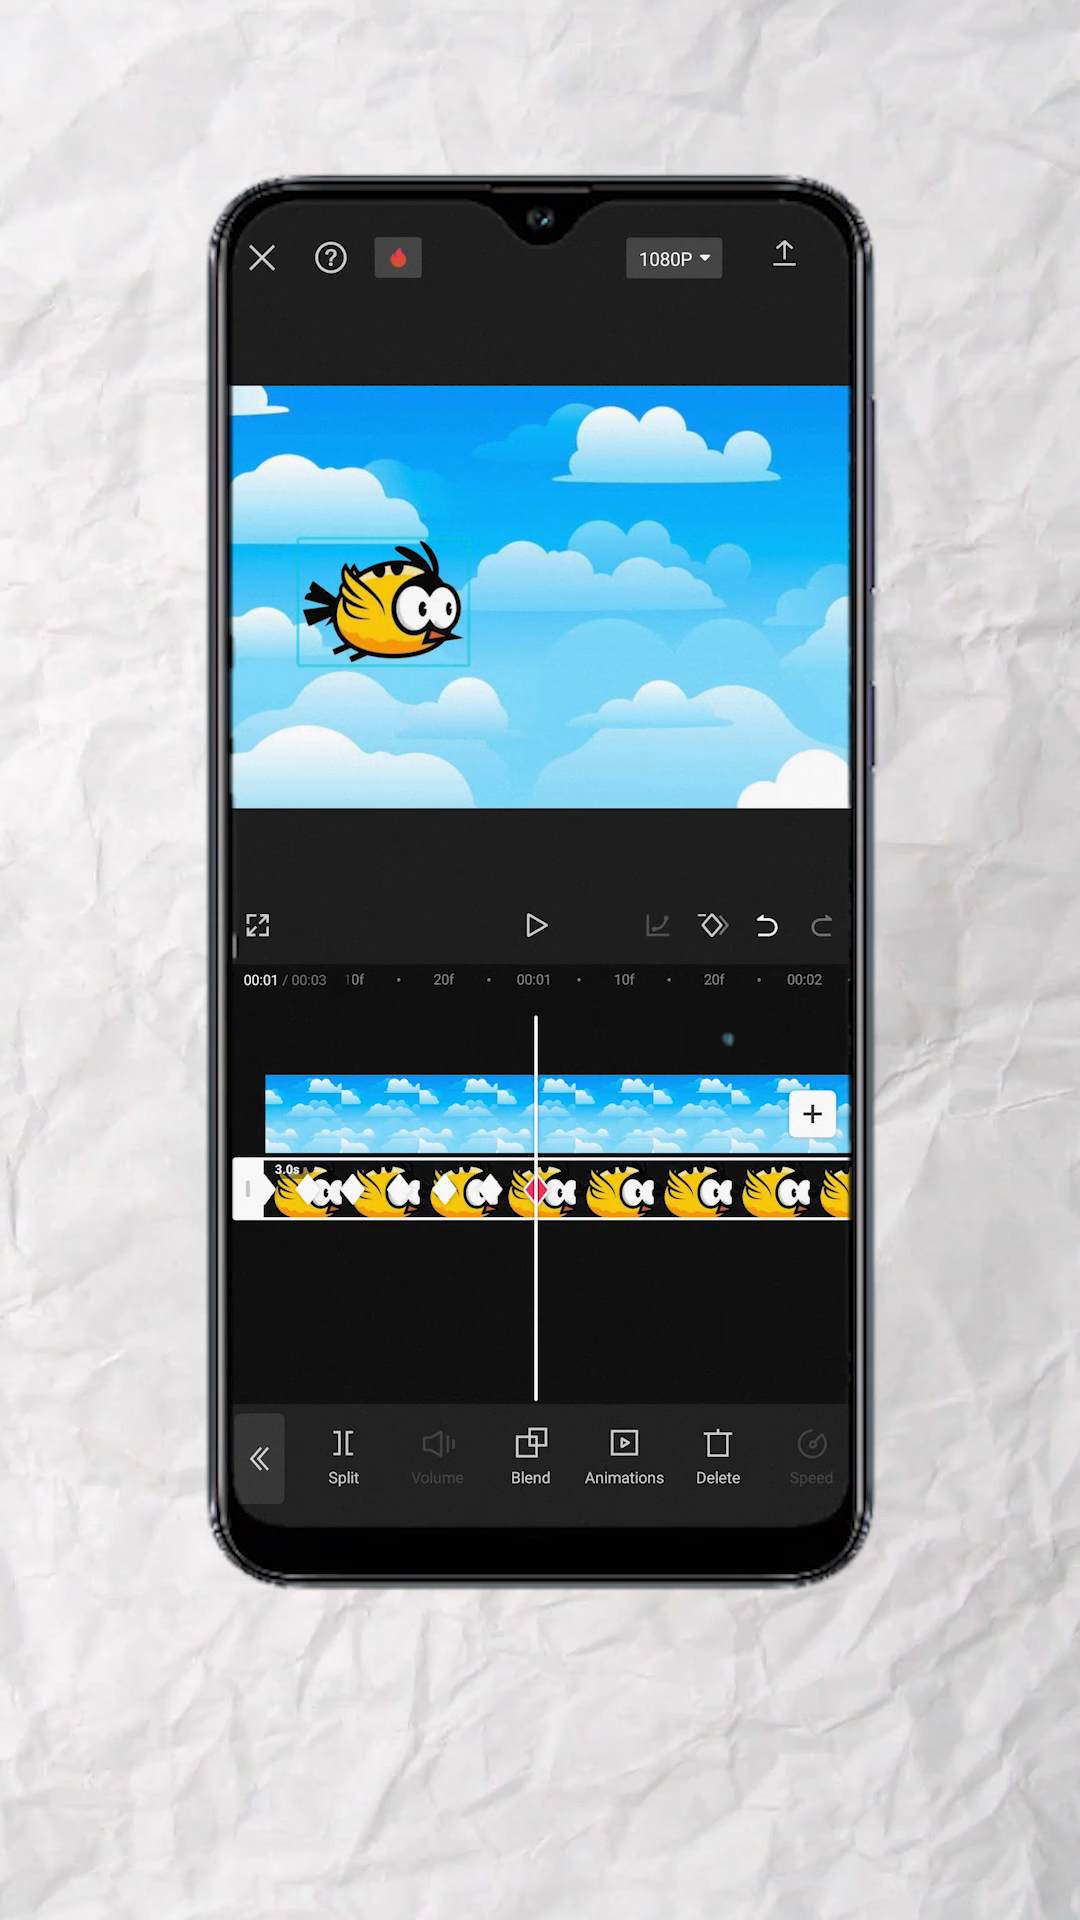 ?
1080P
00:01 / 00:03 10f 20f 00:01 10f 20f 00:02
+
3.0s
Split Volume Blend Animations Delete Speed